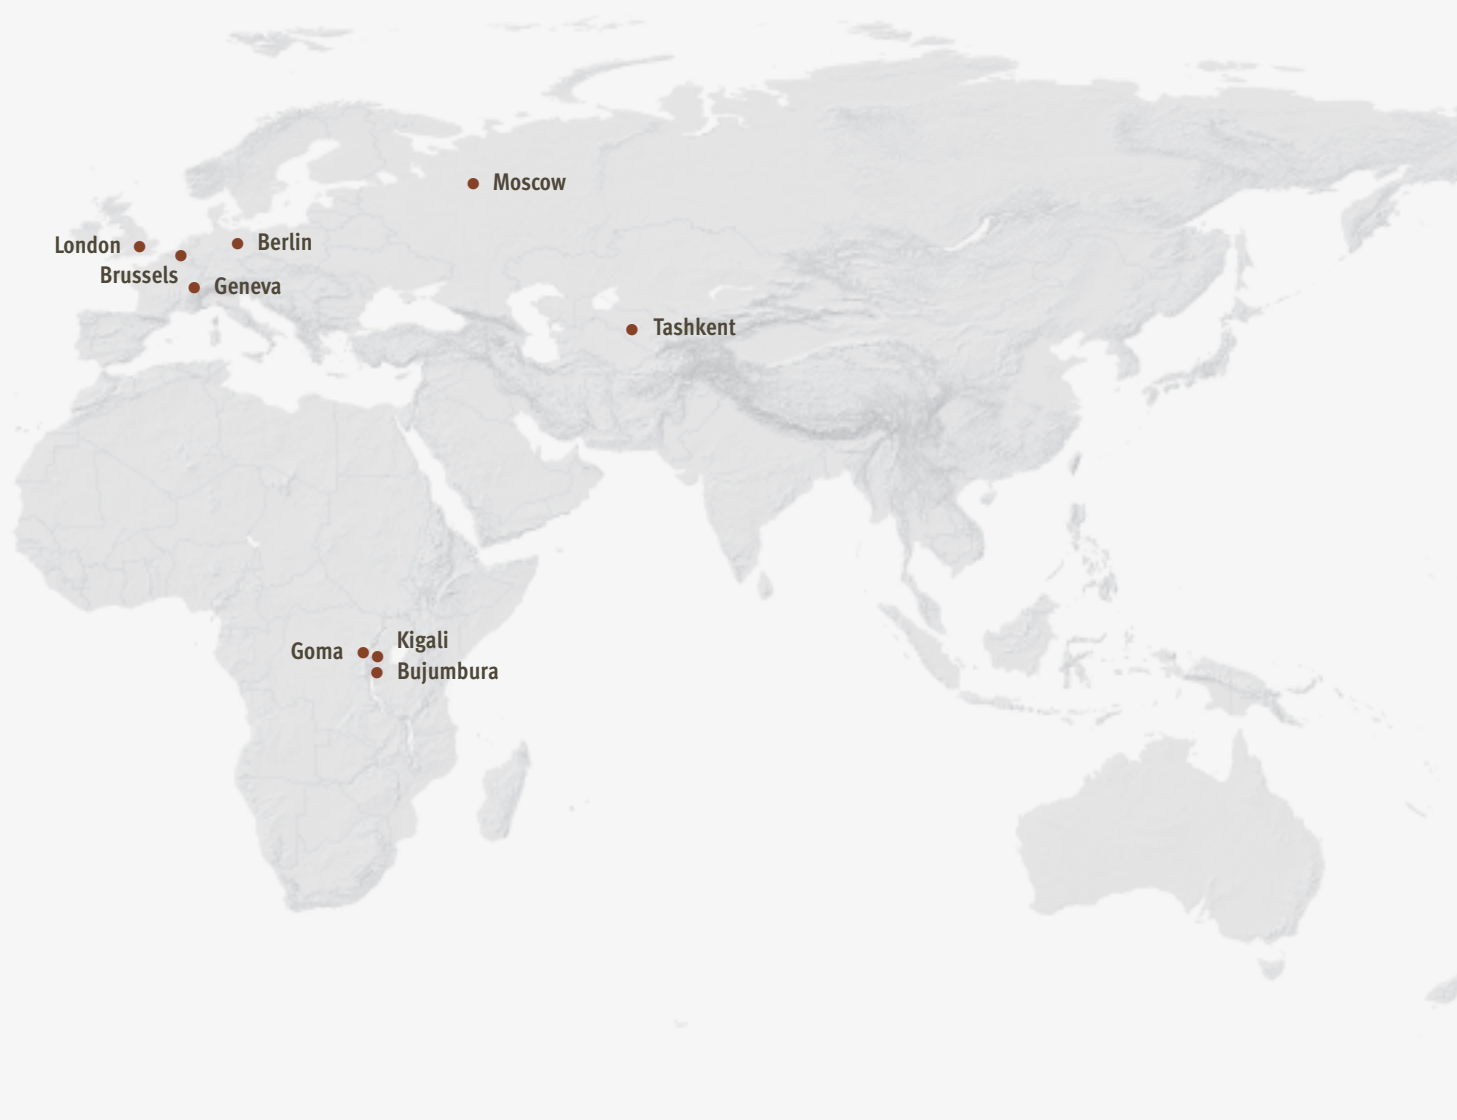 Moscow
London
Berlin
Brussels
Geneva
Tashkent
Kigali
Goma
Bujumbura